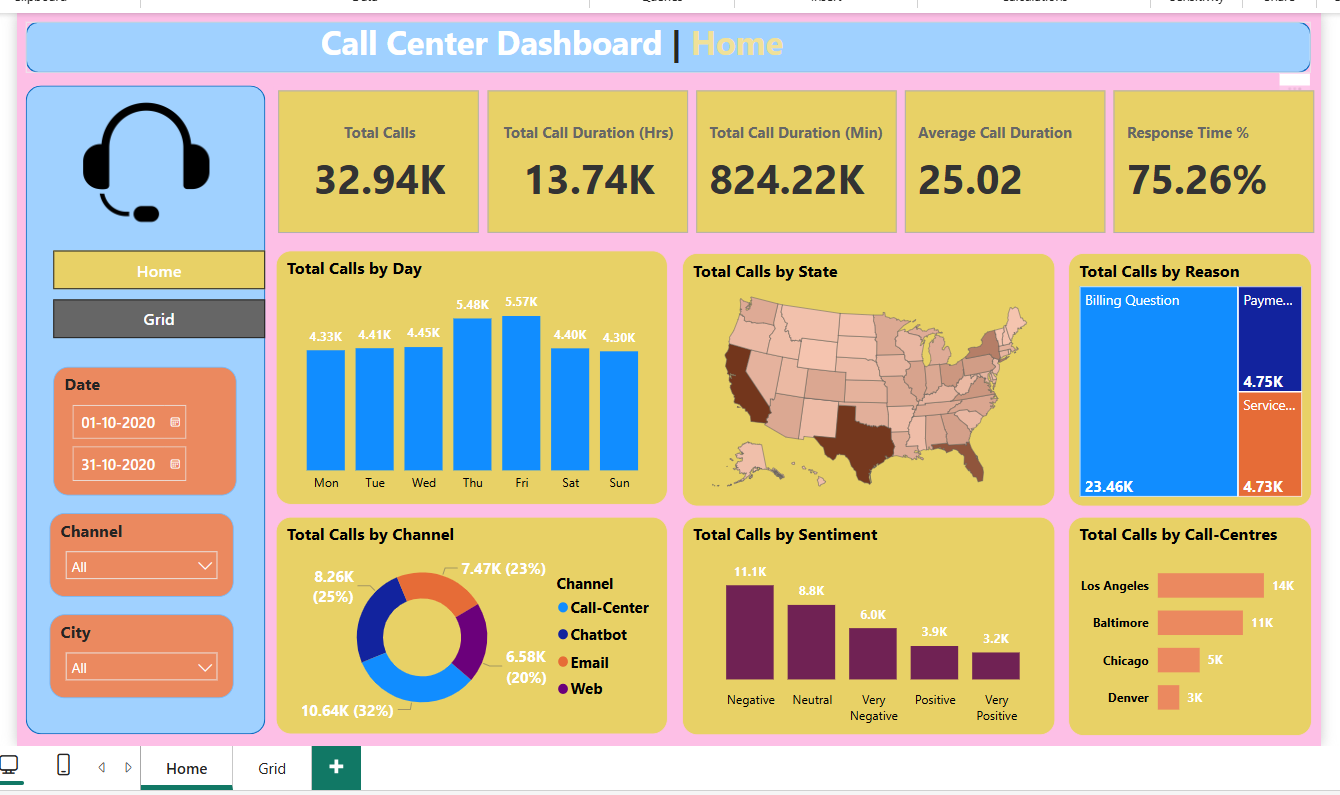 Clipboard
Data
Queries
Insert
Calculations
Sensitivity
Share
Call Center Dashboard | Home
Home
Grid
Date
01-10-2020
31-10-2020
Channel
All
City
All
Total Calls
32.94K
Total Call Duration (Hrs)
13.74K
Total Call Duration (Min)
824.22K
Average Call Duration
25.02
Response Time %
75.26%
Total Calls by Day
4.33K
4.41K
4.45K
5.48K
5.57K
4.40K
4.30K
Mon
Tue
Wed
Thu
Fri
Sat
Sun
Total Calls by State
Total Calls by Reason
Billing Question
23.46K
Payme...
4.75K
Service...
4.73K
Total Calls by Channel
8.26K
(25%)
7.47K (23%)
6.58K
(20%)
10.64K (32%)
Channel
Call-Center
Chatbot
Email
Web
Total Calls by Sentiment
11.1K
8.8K
6.0K
3.9K
3.2K
Negative
Neutral
Very
Negative
Positive
Very
Positive
Total Calls by Call-Centres
Los Angeles
14K
Baltimore
11K
Chicago
5K
Denver
3K
Home
Grid